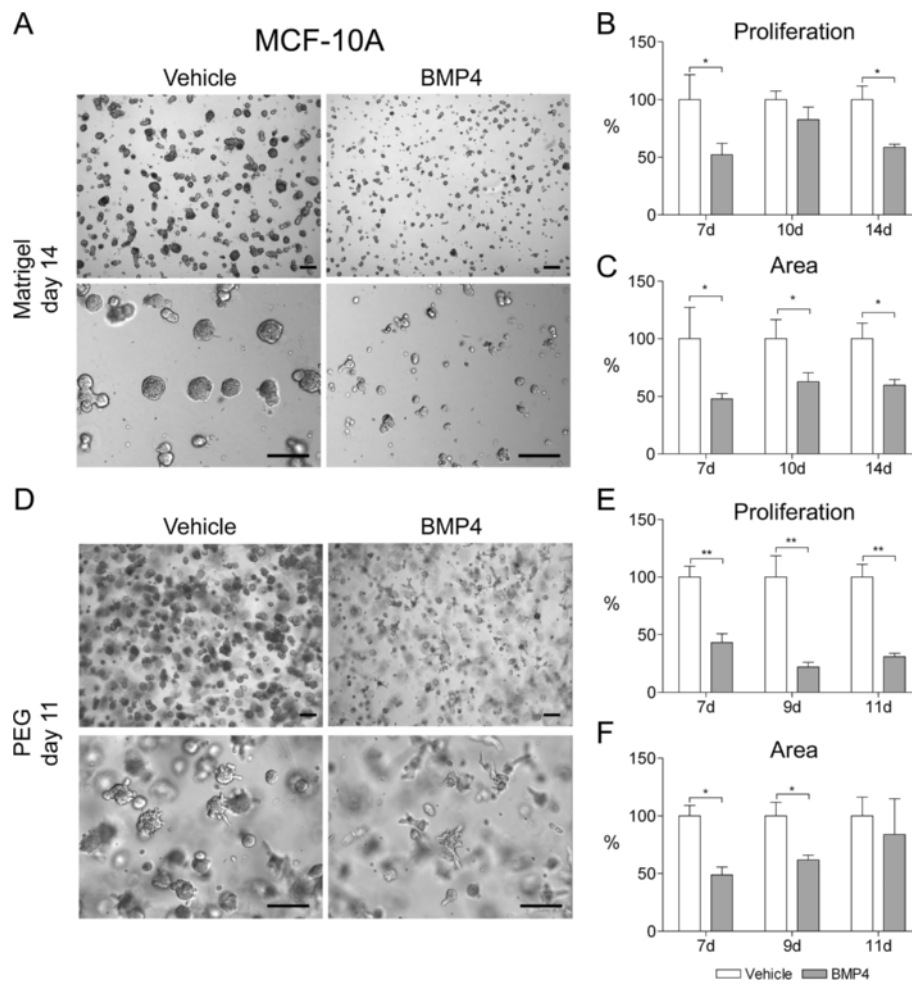 A
MCF-10A
Vehicle BMP4
Matrigel
day 14
B
Proliferation
150
100
%
50
0
* *
7d 10d 14d
C
Area
150
100
%
50
0
* * *
7d 10d 14d
D
Vehicle BMP4
PEG
day 11
E
Proliferation
150
100
%
50
0
** ** **
7d 9d 11d
F
Area
150
100
%
50
0
* *
7d 9d 11d
Vehicle BMP4